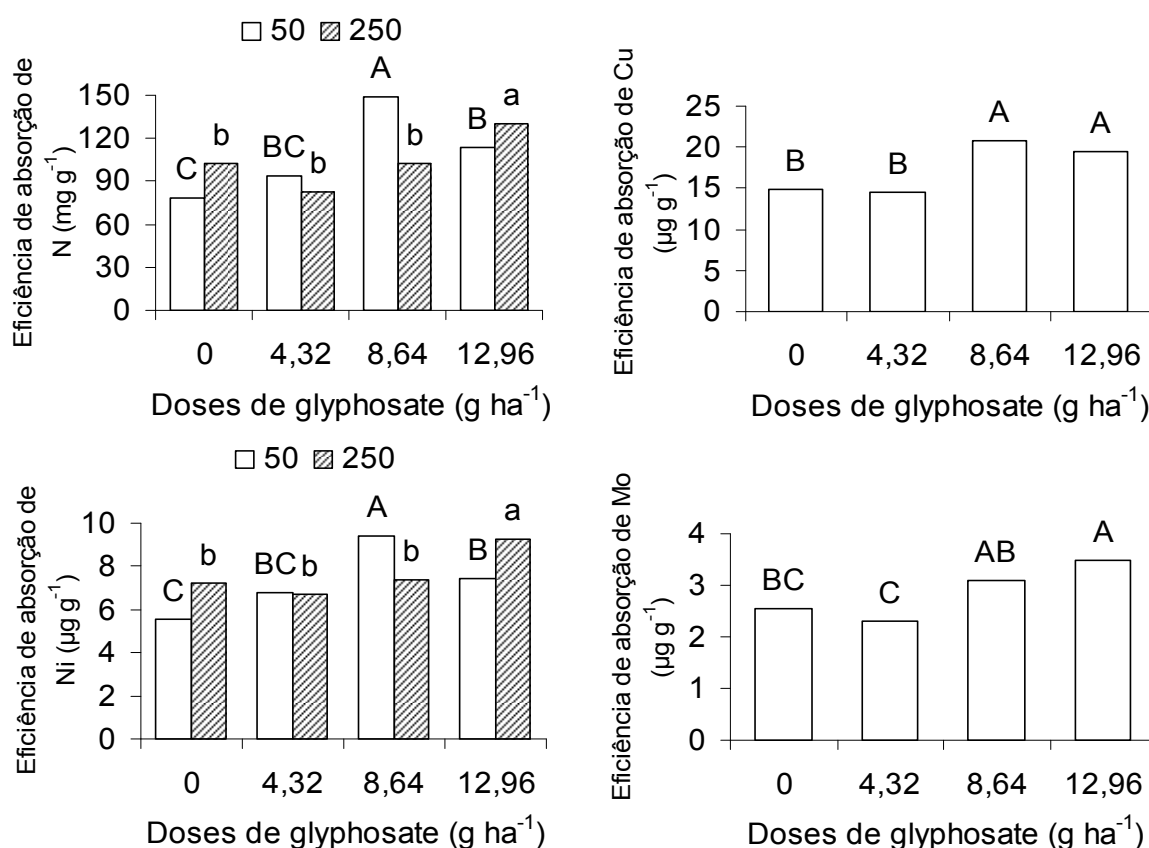 50 250
Eficiência de absorção de
N (mg g-1)
150
120
90
60
30
0
C b BC b A b B a
0 4,32 8,64 12,96
Doses de glyphosate (g ha-1)
Eficiência de absorção de Cu
(µg g-1)
25
20
15
10
5
0
B B A A
0 4,32 8,64 12,96
Doses de glyphosate (g ha-1)
50 250
Eficiência de absorção de
Ni (µg g-1)
10
8
6
4
2
0
C b BC b A b B a
0 4,32 8,64 12,96
Doses de glyphosate (g ha-1)
Eficiência de absorção de Mo
(µg g-1)
4
3
2
1
0
BC C AB A
0 4,32 8,64 12,96
Doses de glyphosate (g ha-1)